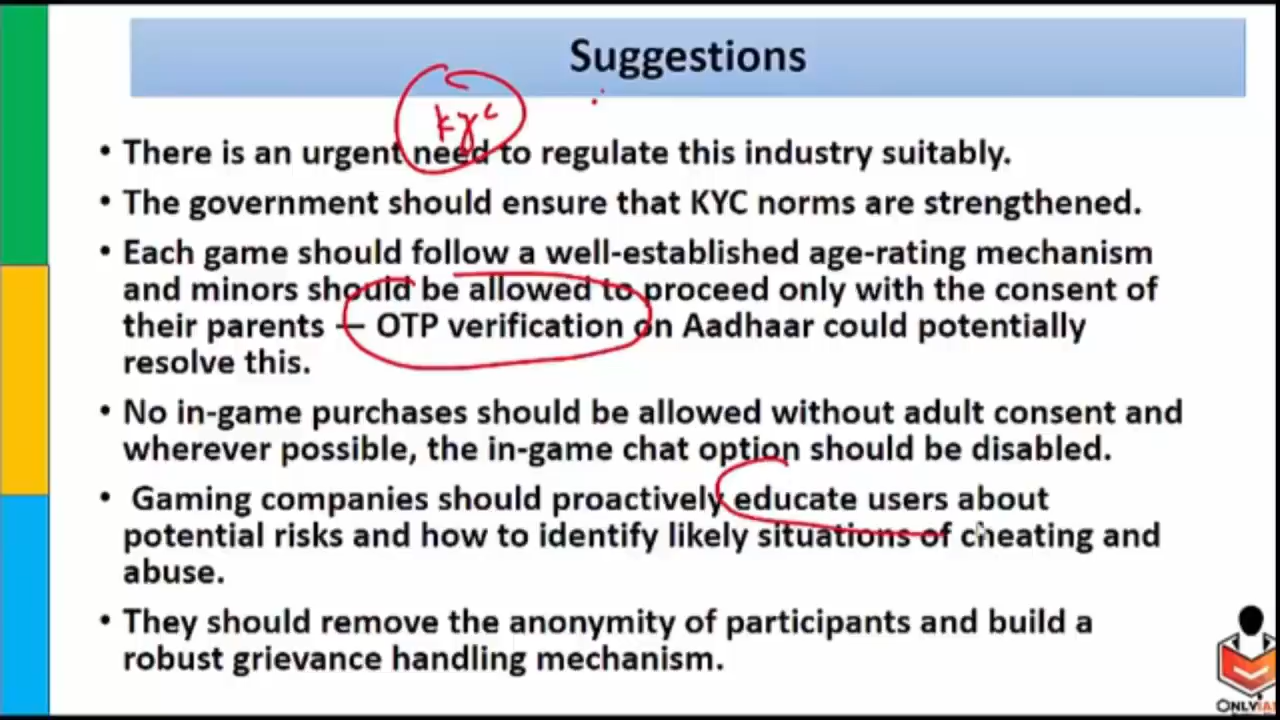 Suggestions
kyc
• There is an urgent need to regulate this industry suitably.
• The government should ensure that KYC norms are strengthened.
• Each game should follow a well-established age-rating mechanism
and minors should be allowed to proceed only with the consent of
their parents — OTP verification on Aadhaar could potentially
resolve this.
• No in-game purchases should be allowed without adult consent and
wherever possible, the in-game chat option should be disabled.
• Gaming companies should proactively educate users about
potential risks and how to identify likely situations of cheating and
abuse.
• They should remove the anonymity of participants and build a
robust grievance handling mechanism.
ONLYIAS